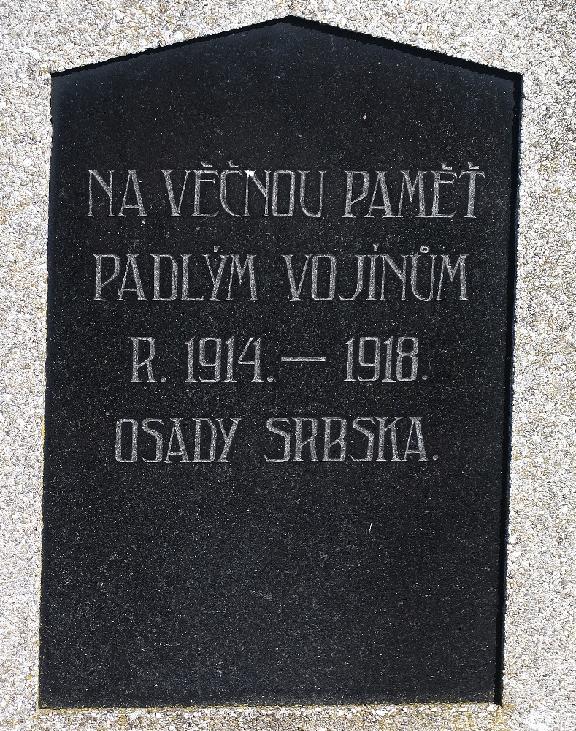 NA VĚČNOU PAMĚŤ
PADLÝM VOJÍNŮM
R. 1914. — 1918.
OSADY SRBSKA.